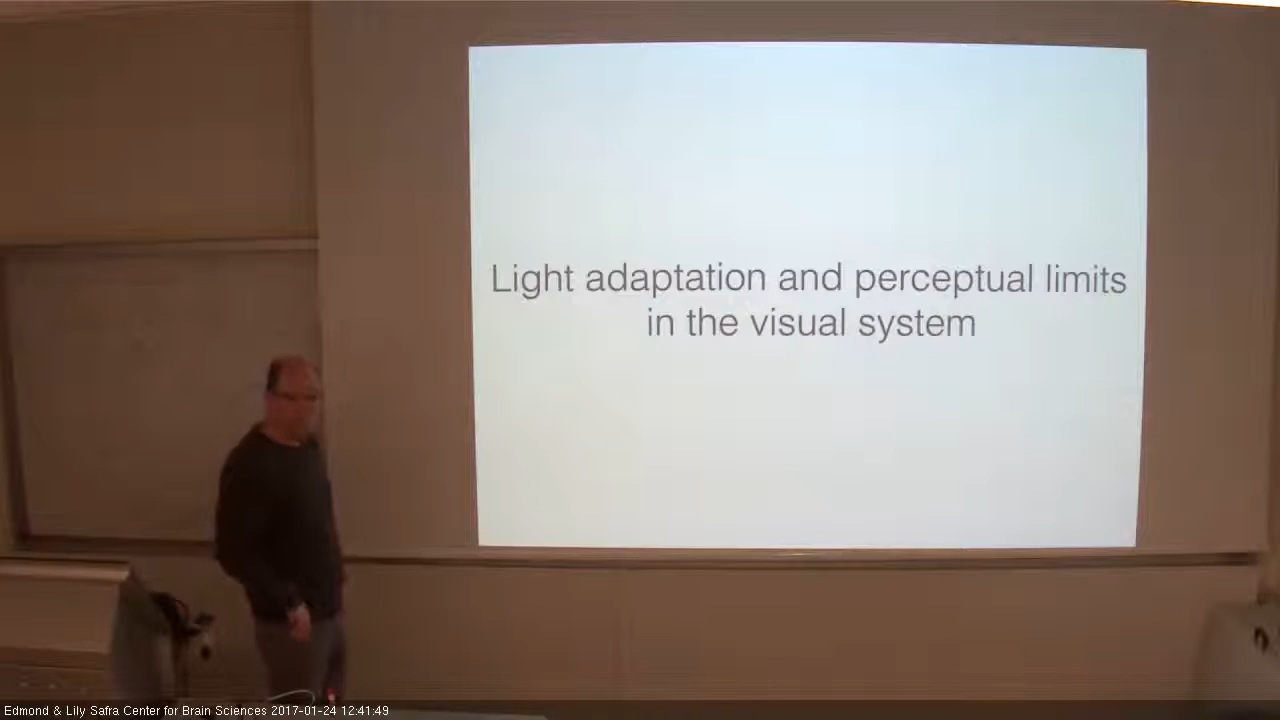 Light adaptation and perceptual limits
in the visual system
Edmond & Lily Safra Center for Brain Sciences 2017-01-24 12:41:49